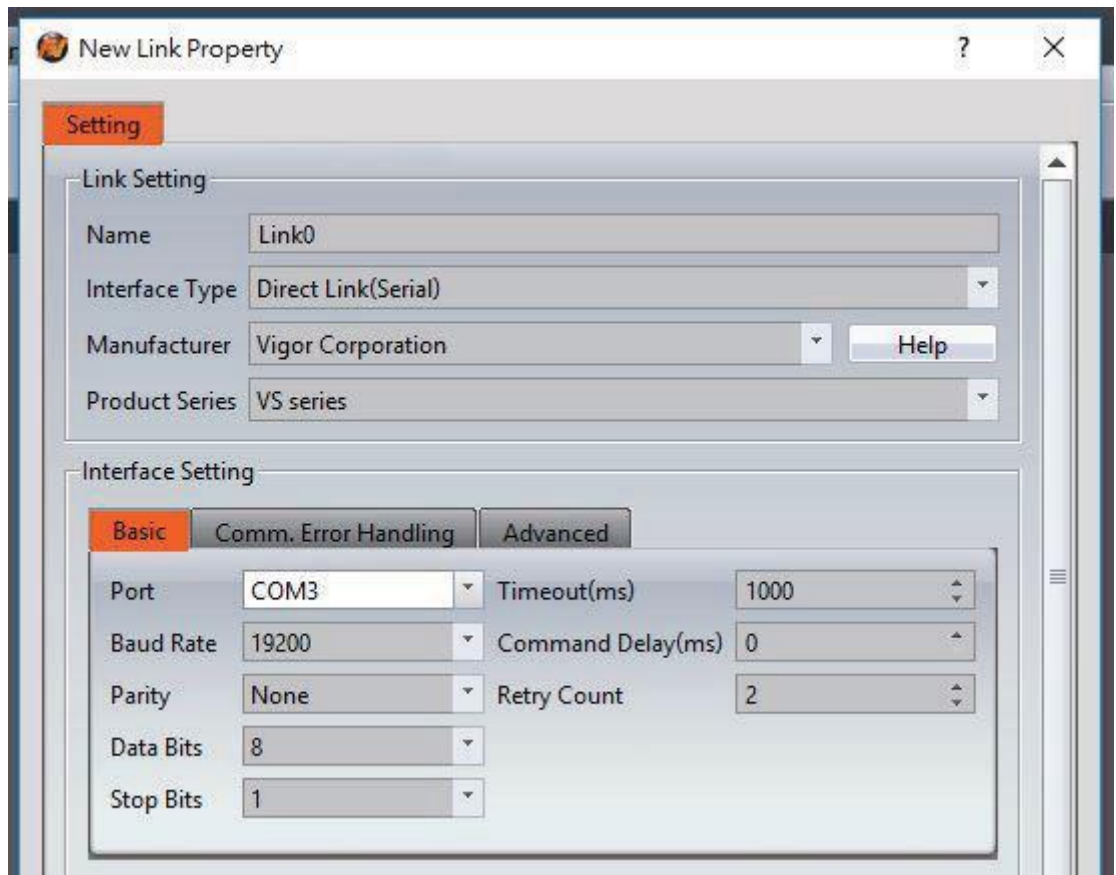 New Link Property ?
Setting
Link Setting
Name Link0
Interface Type Direct Link(Serial)
Manufacturer Vigor Corporation Help
Product Series VS series
Interface Setting
Basic Comm. Error Handling Advanced
Port COM3 Timeout(ms) 1000
Baud Rate 19200 Command Delay(ms) 0
Parity None Retry Count 2
Data Bits 8
Stop Bits 1